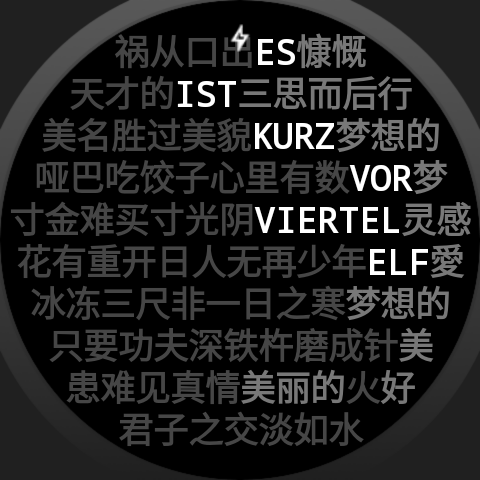 祸从口出ES慷慨
天才的IST三思而后行
美名胜过美貌KURZ梦想的
哑巴吃饺子心里有数VOR梦
寸金难买寸光阴VIERTEL灵感
花有重开日人无再少年ELF愛
冰冻三尺非一日之寒梦想的
只要功夫深铁杵磨成针美
患难见真情美丽的火好
君子之交淡如水